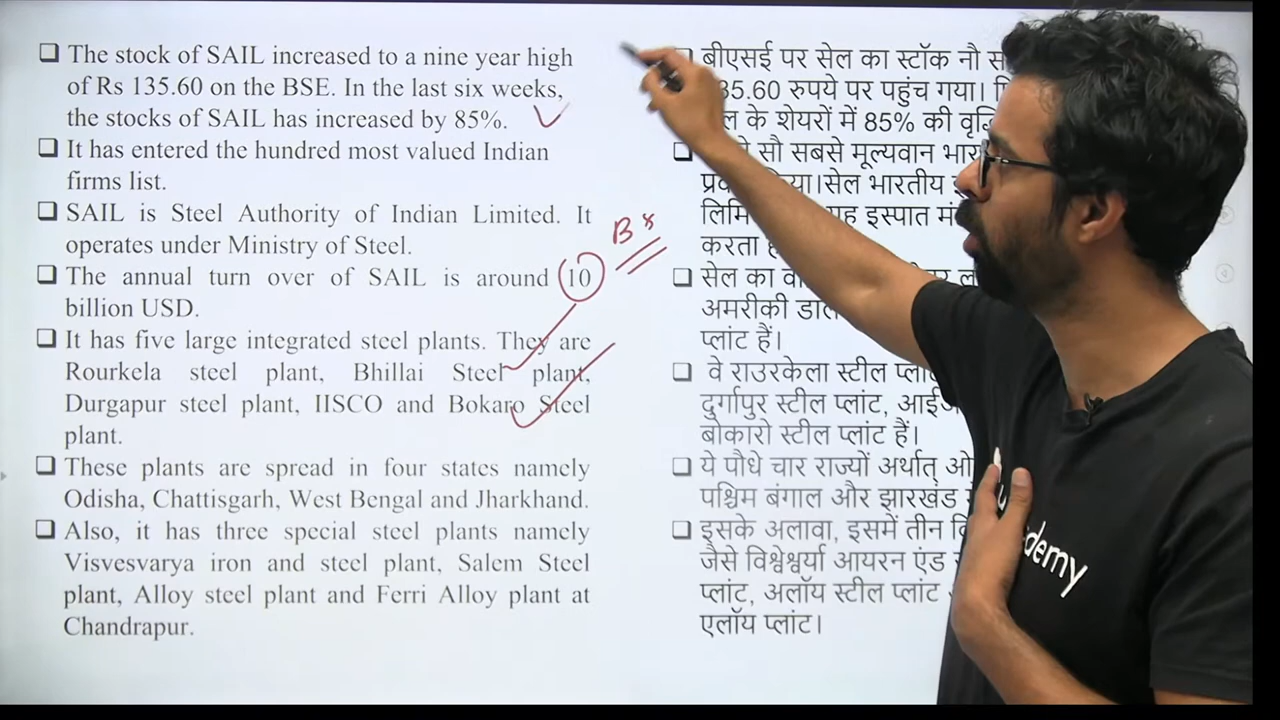 ❑ The stock of SAIL increased to a nine year high
of Rs 135.60 on the BSE. In the last six weeks,
the stocks of SAIL has increased by 85%.
❑ It has entered the hundred most valued Indian
firms list.
❑ SAIL is Steel Authority of Indian Limited. It
operates under Ministry of Steel.
❑ The annual turn over of SAIL is around 10
billion USD.
❑ It has five large integrated steel plants. They are
Rourkela steel plant, Bhillai Steel plant,
Durgapur steel plant, IISCO and Bokaro Steel
plant.
❑ These plants are spread in four states namely
Odisha, Chattisgarh, West Bengal and Jharkhand.
❑ Also, it has three special steel plants namely
Visvesvarya iron and steel plant, Salem Steel
plant, Alloy steel plant and Ferri Alloy plant at
Chandrapur.
❑ बीएसई पर सेल का स्टॉक नौ
35.60 रुपये पर पहुंच गया।
के शेयरों में 85% की
❑ सौ सबसे मूल्यवान
सेल भारतीय
इस्पात
करता
❑ सेल का
अमरीकी
प्लांट हैं।
❑ वे राउरकेला स्टील
दुर्गापुर स्टील प्लांट,
बोकारो स्टील प्लांट हैं।
❑ ये पौधे चार राज्यों अर्थात्
पश्चिम बंगाल और झारखंड
❑ इसके अलावा, इसमें तीन
जैसे विश्वेश्वर्या आयरन एंड
प्लांट, अलॉय स्टील प्लांट
एलॉय प्लांट।
demy